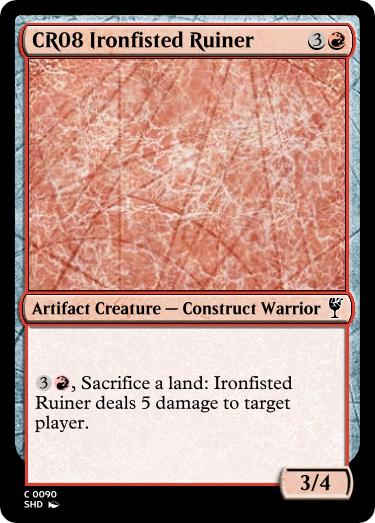 CR08 Ironfisted Ruiner 3
Artifact Creature — Construct Warrior
3, Sacrifice a land: Ironfisted
Ruiner deals 5 damage to target
player.
3/4
C 0090
SHD